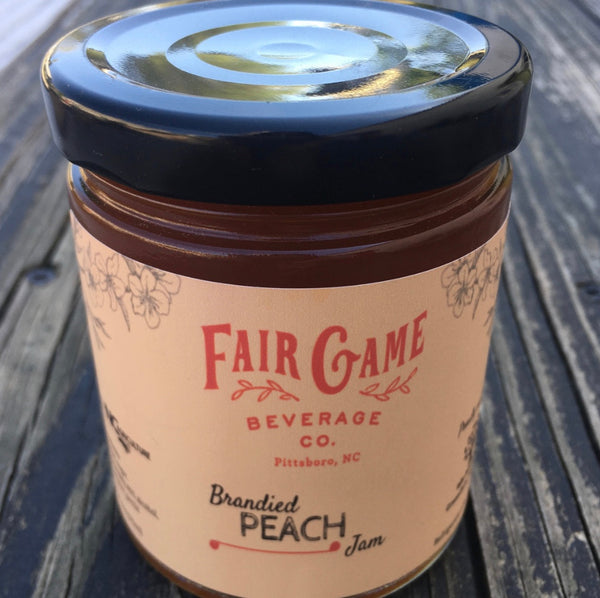 FAIR GAME
BEVERAGE
CO.
Pittsboro, NC
Brandied
PEACH
Jam